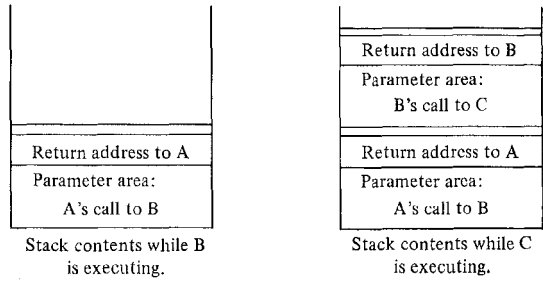 Return address to A
Parameter area:
A's call to B
Stack contents while B
is executing.
Return address to B
Parameter area:
B's call to C
Return address to A
Parameter area:
A's call to B
Stack contents while C
is executing.